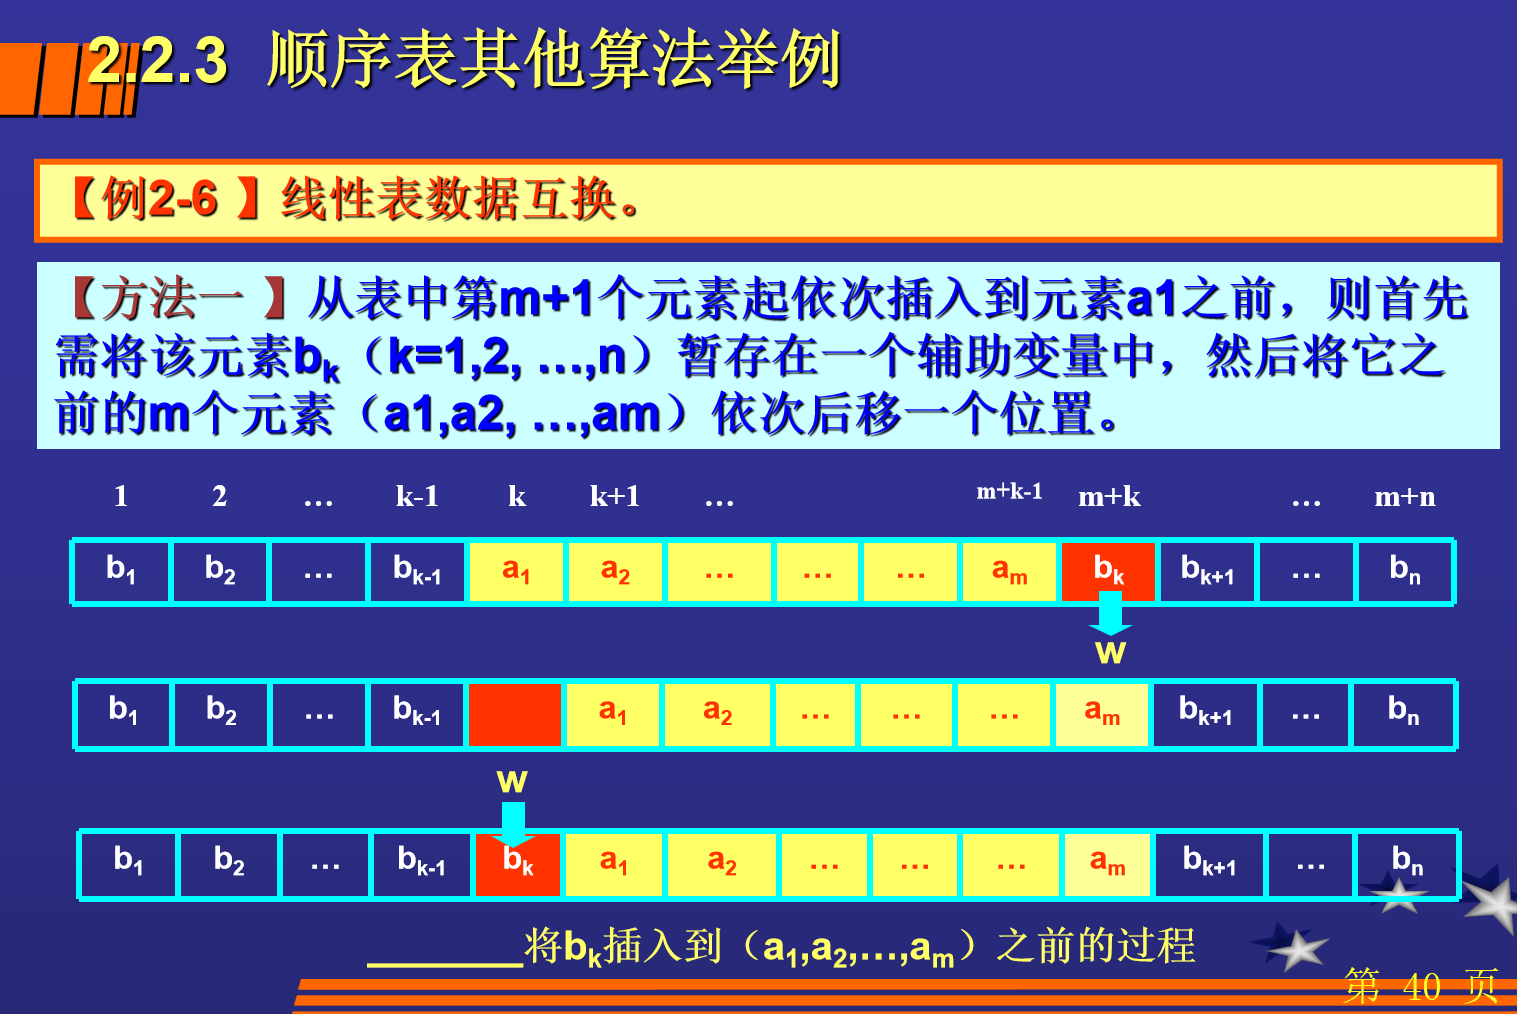 2.2.3 顺序表其他算法举例
【例2-6 】线性表数据互换。
【方法一 】从表中第m+1个元素起依次插入到元素a1之前，则首先
需将该元素bk（k=1,2, …,n）暂存在一个辅助变量中，然后将它之
前的m个元素（a1,a2, …,am）依次后移一个位置。
1 2 … k-1 k k+1 … m+k-1 m+k … m+n
b1 b2 … bk-1 a1 a2 … … … am bk bk+1 … bn
w
b1 b2 … bk-1 a1 a2 … … … am bk+1 … bn
w
b1 b2 … bk-1 bk a1 a2 … … … am bk+1 … bn
将bk插入到（a1,a2,…,am）之前的过程
第 40 页